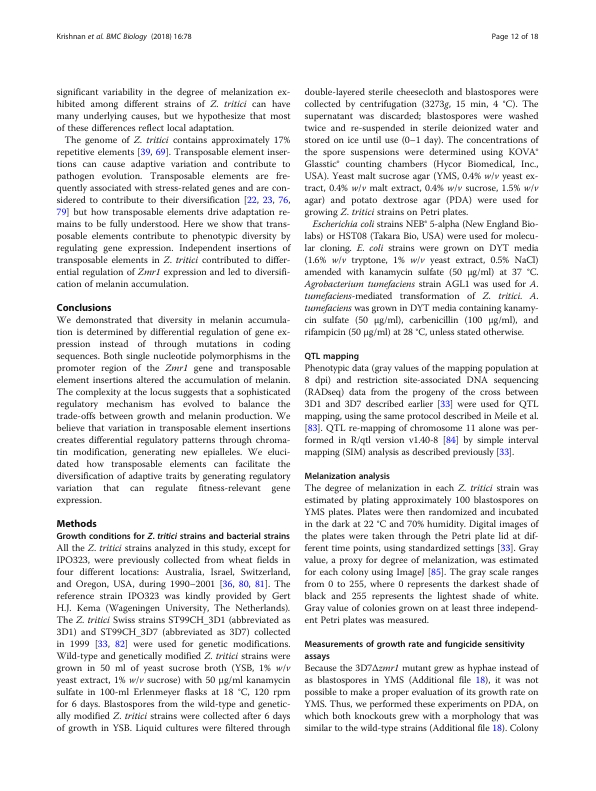 Krishnan et al. BMC Biology (2018) 16:78
Page 12 of 18
significant variability in the degree of melanization ex-
hibited among different strains of Z. tritici can have
many underlying causes, but we hypothesize that most
of these differences reflect local adaptation.
The genome of Z. tritici contains approximately 17%
repetitive elements [39, 69]. Transposable element inser-
tions can cause adaptive variation and contribute to
pathogen evolution. Transposable elements are fre-
quently associated with stress-related genes and are con-
sidered to contribute to their diversification [22, 23, 76,
79] but how transposable elements drive adaptation re-
mains to be fully understood. Here we show that trans-
posable elements contribute to phenotypic diversity by
regulating gene expression. Independent insertions of
transposable elements in Z. tritici contributed to differ-
ential regulation of Zmr1 expression and led to diversifi-
cation of melanin accumulation.
Conclusions
We demonstrated that diversity in melanin accumula-
tion is determined by differential regulation of gene ex-
pression instead of through mutations in coding
sequences. Both single nucleotide polymorphisms in the
promoter region of the Zmr1 gene and transposable
element insertions altered the accumulation of melanin.
The complexity at the locus suggests that a sophisticated
regulatory mechanism has evolved to balance the
trade-offs between growth and melanin production. We
believe that variation in transposable element insertions
creates differential regulatory patterns through chroma-
tin modification, generating new epialleles. We eluci-
dated how transposable elements can facilitate the
diversification of adaptive traits by generating regulatory
variation that can regulate fitness-relevant gene
expression.
Methods
Growth conditions for Z. tritici strains and bacterial strains
All the Z. tritici strains analyzed in this study, except for
IPO323, were previously collected from wheat fields in
four different locations: Australia, Israel, Switzerland,
and Oregon, USA, during 1990–2001 [36, 80, 81]. The
reference strain IPO323 was kindly provided by Gert
H.J. Kema (Wageningen University, The Netherlands).
The Z. tritici Swiss strains ST99CH_3D1 (abbreviated as
3D1) and ST99CH_3D7 (abbreviated as 3D7) collected
in 1999 [33, 82] were used for genetic modifications.
Wild-type and genetically modified Z. tritici strains were
grown in 50 ml of yeast sucrose broth (YSB, 1% w/v
yeast extract, 1% w/v sucrose) with 50 μg/ml kanamycin
sulfate in 100-ml Erlenmeyer flasks at 18 °C, 120 rpm
for 6 days. Blastospores from the wild-type and genetic-
ally modified Z. tritici strains were collected after 6 days
of growth in YSB. Liquid cultures were filtered through
double-layered sterile cheesecloth and blastospores were
collected by centrifugation (3273g, 15 min, 4 °C). The
supernatant was discarded; blastospores were washed
twice and re-suspended in sterile deionized water and
stored on ice until use (0–1 day). The concentrations of
the spore suspensions were determined using KOVA®
Glasstic® counting chambers (Hycor Biomedical, Inc.,
USA). Yeast malt sucrose agar (YMS, 0.4% w/v yeast ex-
tract, 0.4% w/v malt extract, 0.4% w/v sucrose, 1.5% w/v
agar) and potato dextrose agar (PDA) were used for
growing Z. tritici strains on Petri plates.
Escherichia coli strains NEB® 5-alpha (New England Bio-
labs) or HST08 (Takara Bio, USA) were used for molecu-
lar cloning. E. coli strains were grown on DYT media
(1.6% w/v tryptone, 1% w/v yeast extract, 0.5% NaCl)
amended with kanamycin sulfate (50 μg/ml) at 37 °C.
Agrobacterium tumefaciens strain AGL1 was used for A.
tumefaciens-mediated transformation of Z. tritici. A.
tumefaciens was grown in DYT media containing kanamy-
cin sulfate (50 μg/ml), carbenicillin (100 μg/ml), and
rifampicin (50 μg/ml) at 28 °C, unless stated otherwise.
QTL mapping
Phenotypic data (gray values of the mapping population at
8 dpi) and restriction site-associated DNA sequencing
(RADseq) data from the progeny of the cross between
3D1 and 3D7 described earlier [33] were used for QTL
mapping, using the same protocol described in Meile et al.
[83]. QTL re-mapping of chromosome 11 alone was per-
formed in R/qtl version v1.40-8 [84] by simple interval
mapping (SIM) analysis as described previously [33].
Melanization analysis
The degree of melanization in each Z. tritici strain was
estimated by plating approximately 100 blastospores on
YMS plates. Plates were then randomized and incubated
in the dark at 22 °C and 70% humidity. Digital images of
the plates were taken through the Petri plate lid at dif-
ferent time points, using standardized settings [33]. Gray
value, a proxy for degree of melanization, was estimated
for each colony using ImageJ [85]. The gray scale ranges
from 0 to 255, where 0 represents the darkest shade of
black and 255 represents the lightest shade of white.
Gray value of colonies grown on at least three independ-
ent Petri plates was measured.
Measurements of growth rate and fungicide sensitivity
assays
Because the 3D7Δzmr1 mutant grew as hyphae instead of
as blastospores in YMS (Additional file 18), it was not
possible to make a proper evaluation of its growth rate on
YMS. Thus, we performed these experiments on PDA, on
which both knockouts grew with a morphology that was
similar to the wild-type strains (Additional file 18). Colony